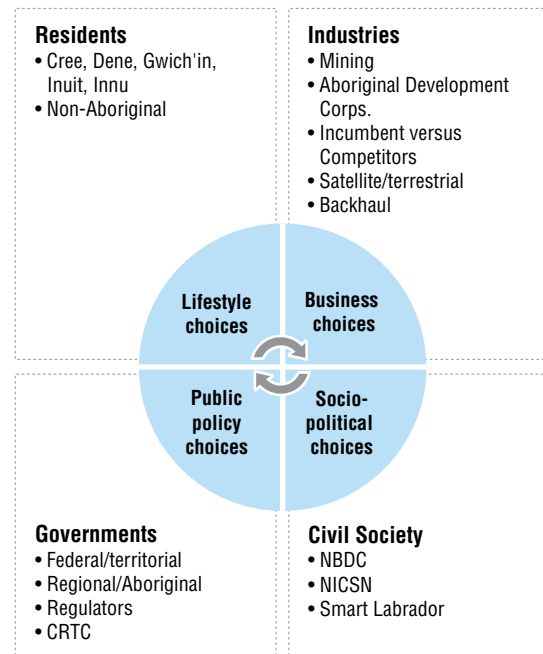 Residents
• Cree, Dene, Gwich'in,
Inuit, Innu
• Non-Aboriginal
Industries
• Mining
• Aboriginal Development
Corps.
• Incumbent versus
Competitors
• Satellite/terrestrial
• Backhaul
Lifestyle
choices
Business
choices
Public
policy
choices
Socio-
political
choices
Governments
• Federal/territorial
• Regional/Aboriginal
• Regulators
• CRTC
Civil Society
• NBDC
• NICSN
• Smart Labrador